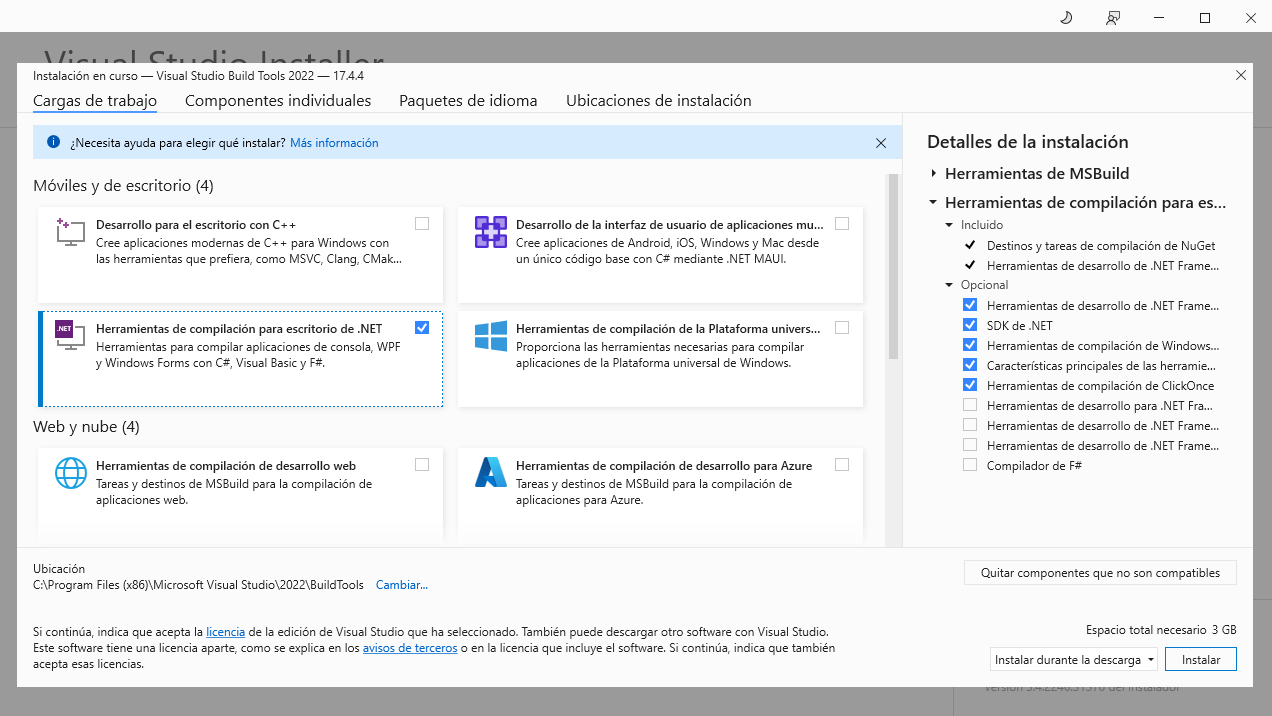 Visual Studio Installer
Instalación en curso — Visual Studio Build Tools 2022 — 17.4.4
Cargas de trabajo
Componentes individuales
Paquetes de idioma
Ubicaciones de instalación
¿Necesita ayuda para elegir qué instalar? Más información
Móviles y de escritorio (4)
Desarrollo para el escritorio con C++
Cree aplicaciones modernas de C++ para Windows con
las herramientas que prefiera, como MSVC, Clang, CMak...
Desarrollo de la interfaz de usuario de aplicaciones mu...
Cree aplicaciones de Android, iOS, Windows y Mac desde
un único código base con C# mediante .NET MAUI.
.NET
Herramientas de compilación para escritorio de .NET
Herramientas para compilar aplicaciones de consola, WPF
y Windows Forms con C#, Visual Basic y F#.
Herramientas de compilación de la Plataforma univers...
Proporciona las herramientas necesarias para compilar
aplicaciones de la Plataforma universal de Windows.
Web y nube (4)
Herramientas de compilación de desarrollo web
Tareas y destinos de MSBuild para la compilación de
aplicaciones web.
Herramientas de compilación de desarrollo para Azure
Tareas y destinos de MSBuild para la compilación de
aplicaciones para Azure.
Detalles de la instalación
Herramientas de MSBuild
Herramientas de compilación para es...
Incluido
Destinos y tareas de compilación de NuGet
Herramientas de desarrollo de .NET Frame...
Opcional
Herramientas de desarrollo de .NET Frame...
SDK de .NET
Herramientas de compilación de Windows...
Características principales de las herramie...
Herramientas de compilación de ClickOnce
Herramientas de desarrollo para .NET Fra...
Herramientas de desarrollo de .NET Frame...
Herramientas de desarrollo de .NET Frame...
Compilador de F#
Ubicación
C:\Program Files (x86)\Microsoft Visual Studio\2022\BuildTools Cambiar...
Quitar componentes que no son compatibles
Si continúa, indica que acepta la licencia de la edición de Visual Studio que ha seleccionado. También puede descargar otro software con Visual Studio.
Este software tiene una licencia aparte, como se explica en los avisos de terceros o en la licencia que incluye el software. Si continúa, indica que también
acepta esas licencias.
Espacio total necesario 3 GB
Instalar durante la descarga
Instalar
del instalador